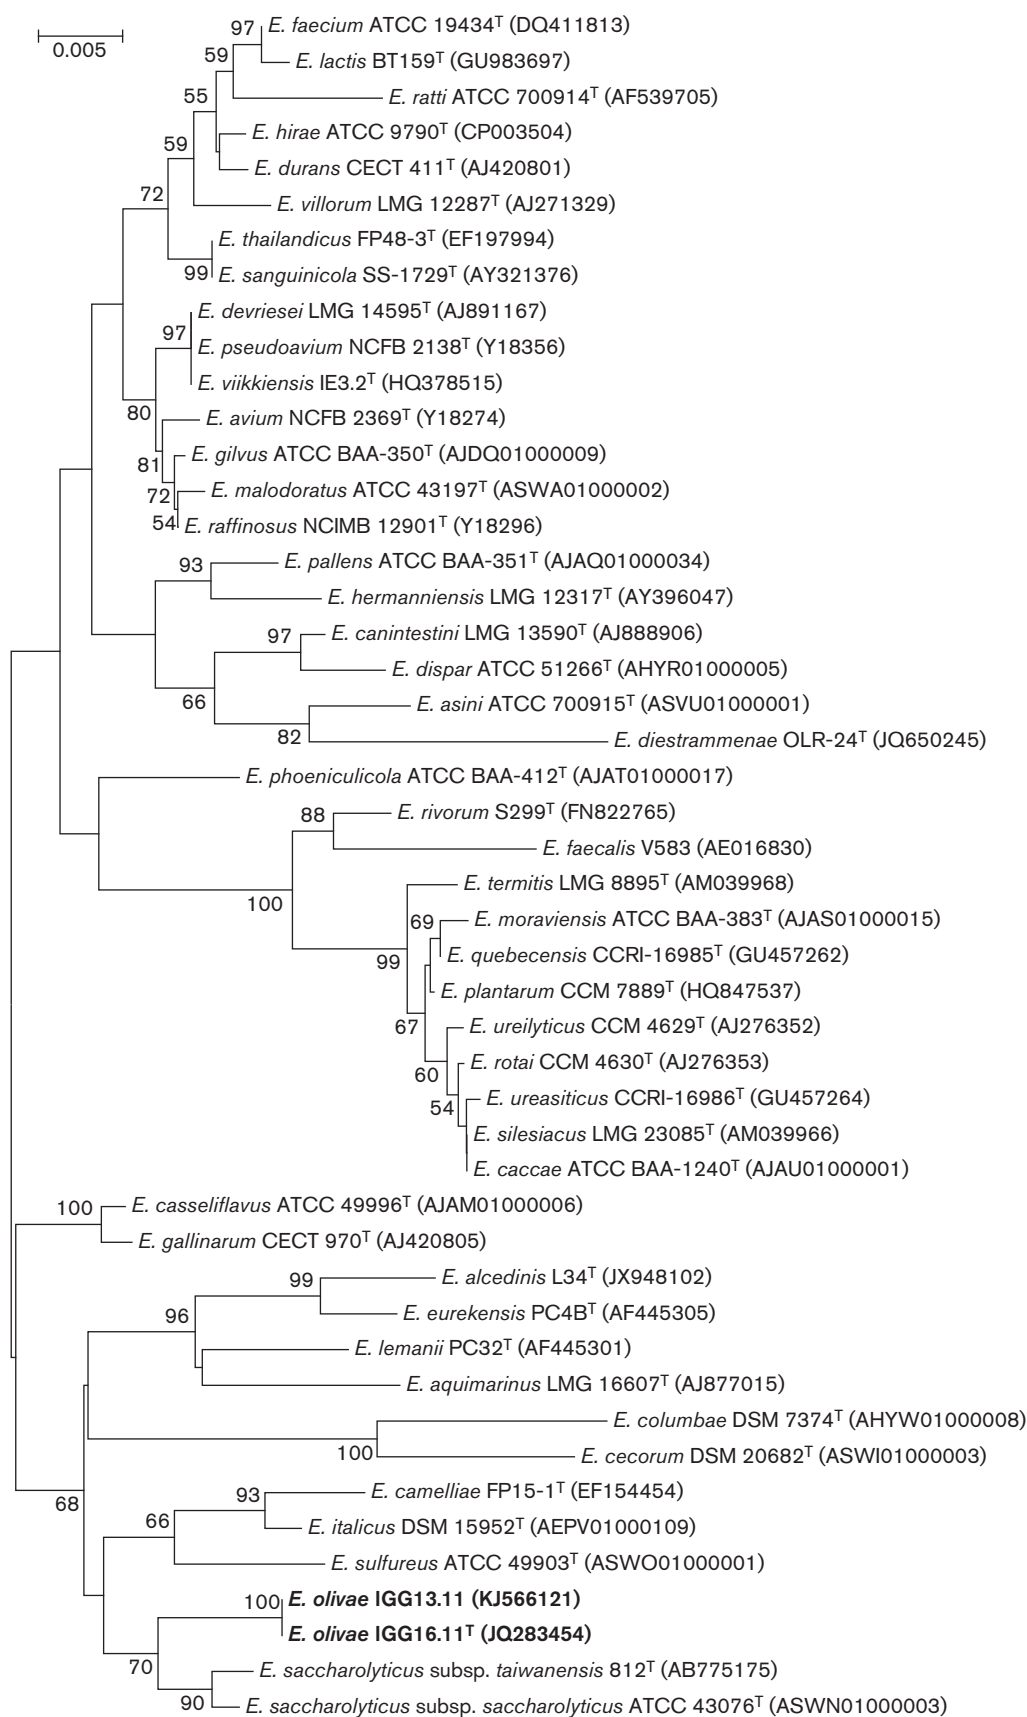 97
E. faecium ATCC 19434T (DQ411813)
0.005
59
E. lactis BT159T (GU983697)
55
E. ratti ATCC 700914T (AF539705)
E. hirae ATCC 9790T (CP003504)
59
E. durans CECT 411T (AJ420801)
72
E. villorum LMG 12287T (AJ271329)
E. thailandicus FP48-3T (EF197994)
99
E. sanguinicola SS-1729T (AY321376)
E. devriesei LMG 14595T (AJ891167)
97
E. pseudoavium NCFB 2138T (Y18356)
E. viikkiensis IE3.2T (HQ378515)
80
E. avium NCFB 2369T (Y18274)
81
E. gilvus ATCC BAA-350T (AJDQ01000009)
72
E. malodoratus ATCC 43197T (ASWA01000002)
54
E. raffinosus NCIMB 12901T (Y18296)
93
E. pallens ATCC BAA-351T (AJAQ01000034)
E. hermanniensis LMG 12317T (AY396047)
97
E. canintestini LMG 13590T (AJ888906)
E. dispar ATCC 51266T (AHYR01000005)
66
E. asini ATCC 700915T (ASVU01000001)
82
E. diestrammenae OLR-24T (JQ650245)
E. phoeniculicola ATCC BAA-412T (AJAT01000017)
88
E. rivorum S299T (FN822765)
E. faecalis V583 (AE016830)
100
E. termitis LMG 8895T (AM039968)
69
E. moraviensis ATCC BAA-383T (AJAS01000015)
99
E. quebecensis CCRI-16985T (GU457262)
E. plantarum CCM 7889T (HQ847537)
67
E. ureilyticus CCM 4629T (AJ276352)
60
E. rotai CCM 4630T (AJ276353)
54
E. ureasiticus CCRI-16986T (GU457264)
E. silesiacus LMG 23085T (AM039966)
E. caccae ATCC BAA-1240T (AJAU01000001)
100
E. casseliflavus ATCC 49996T (AJAM01000006)
E. gallinarum CECT 970T (AJ420805)
99
E. alcedinis L34T (JX948102)
96
E. eurekensis PC4BT (AF445305)
E. lemanii PC32T (AF445301)
E. aquimarinus LMG 16607T (AJ877015)
E. columbae DSM 7374T (AHYW01000008)
100
E. cecorum DSM 20682T (ASWI01000003)
68
93
E. camelliae FP15-1T (EF154454)
66
E. italicus DSM 15952T (AEPV01000109)
E. sulfureus ATCC 49903T (ASWO01000001)
100
E. olivae IGG13.11 (KJ566121)
E. olivae IGG16.11T (JQ283454)
70
E. saccharolyticus subsp. taiwanensis 812T (AB775175)
90
E. saccharolyticus subsp. saccharolyticus ATCC 43076T (ASWN01000003)